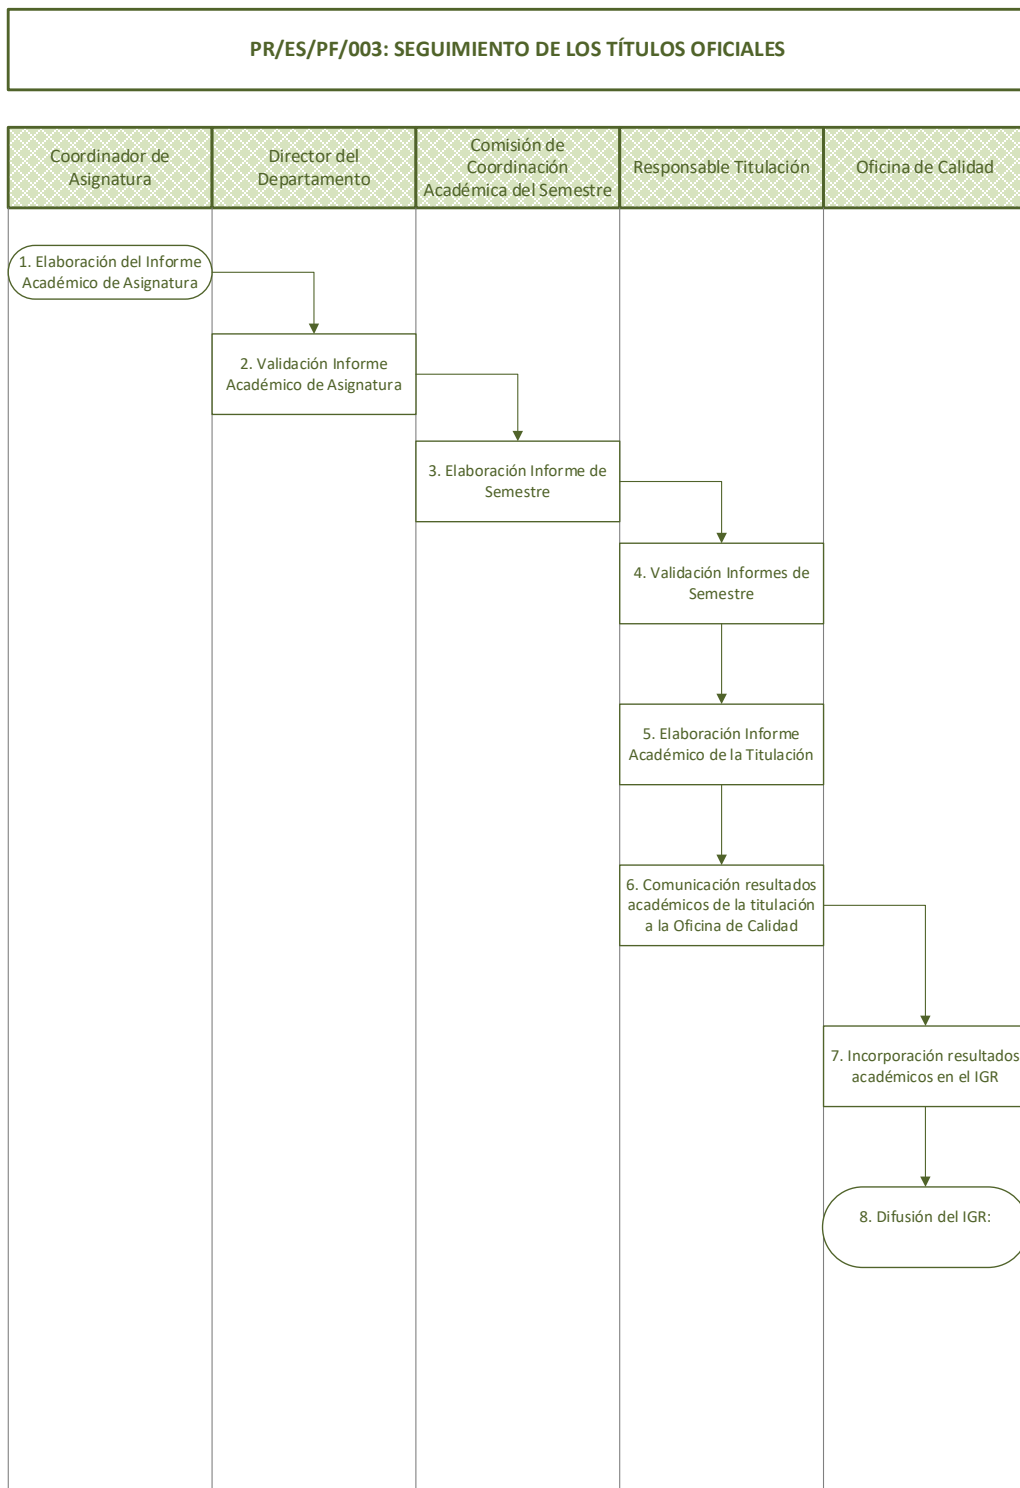 PR/ES/PF/003: SEGUIMIENTO DE LOS TÍTULOS OFICIALES
Coordinador de
Asignatura
Director del
Departamento
Comisión de
Coordinación
Académica del Semestre
Responsable Titulación
Oficina de Calidad
1. Elaboración del Informe
Académico de Asignatura
2. Validación Informe
Académico de Asignatura
3. Elaboración Informe de
Semestre
4. Validación Informes de
Semestre
5. Elaboración Informe
Académico de la Titulación
6. Comunicación resultados
académicos de la titulación
a la Oficina de Calidad
7. Incorporación resultados
académicos en el IGR
8. Difusión del IGR: